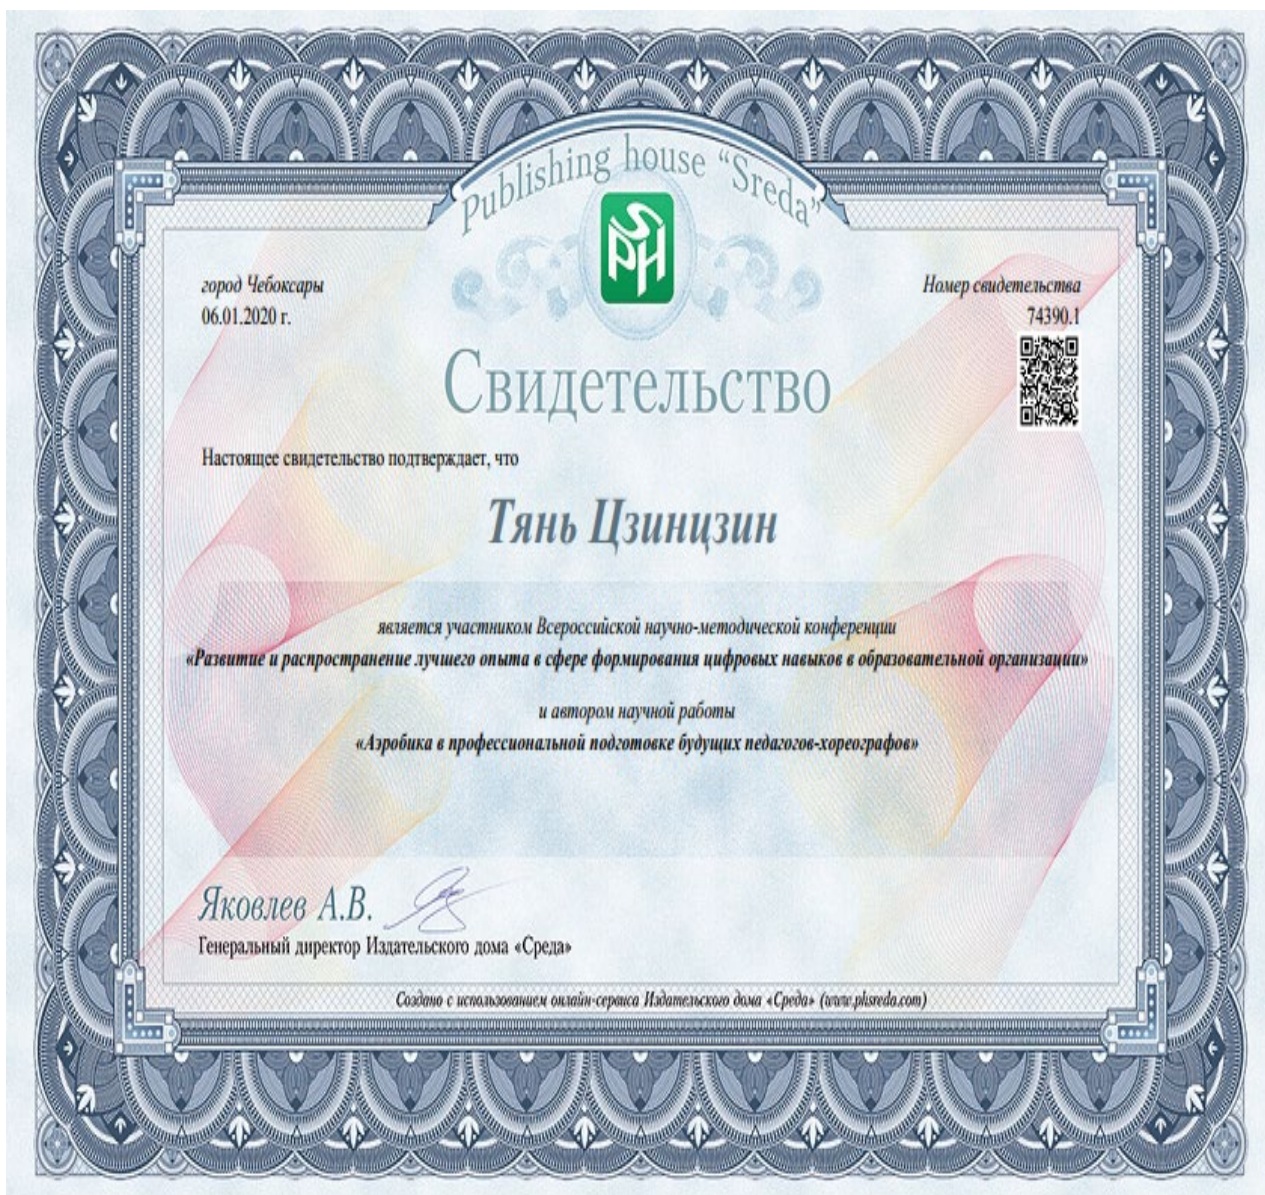 Publishing house “Sreda”
SPH
город Чебоксары
06.01.2020 г.
Номер свидетельства
74390.1
Свидетельство
Настоящее свидетельство подтверждает, что
Тянь Цзинцзин
является участником Всероссийской научно-методической конференции
«Развитие и распространение лучшего опыта в сфере формирования цифровых навыков в образовательной организации»
и автором научной работы
«Аэробика в профессиональной подготовке будущих педагогов-хореографов»
Яковлев А.В.
Генеральный директор Издательского дома «Среда»
Создано с использованием онлайн-сервиса Издательского дома «Среда» (www.phsreda.com)